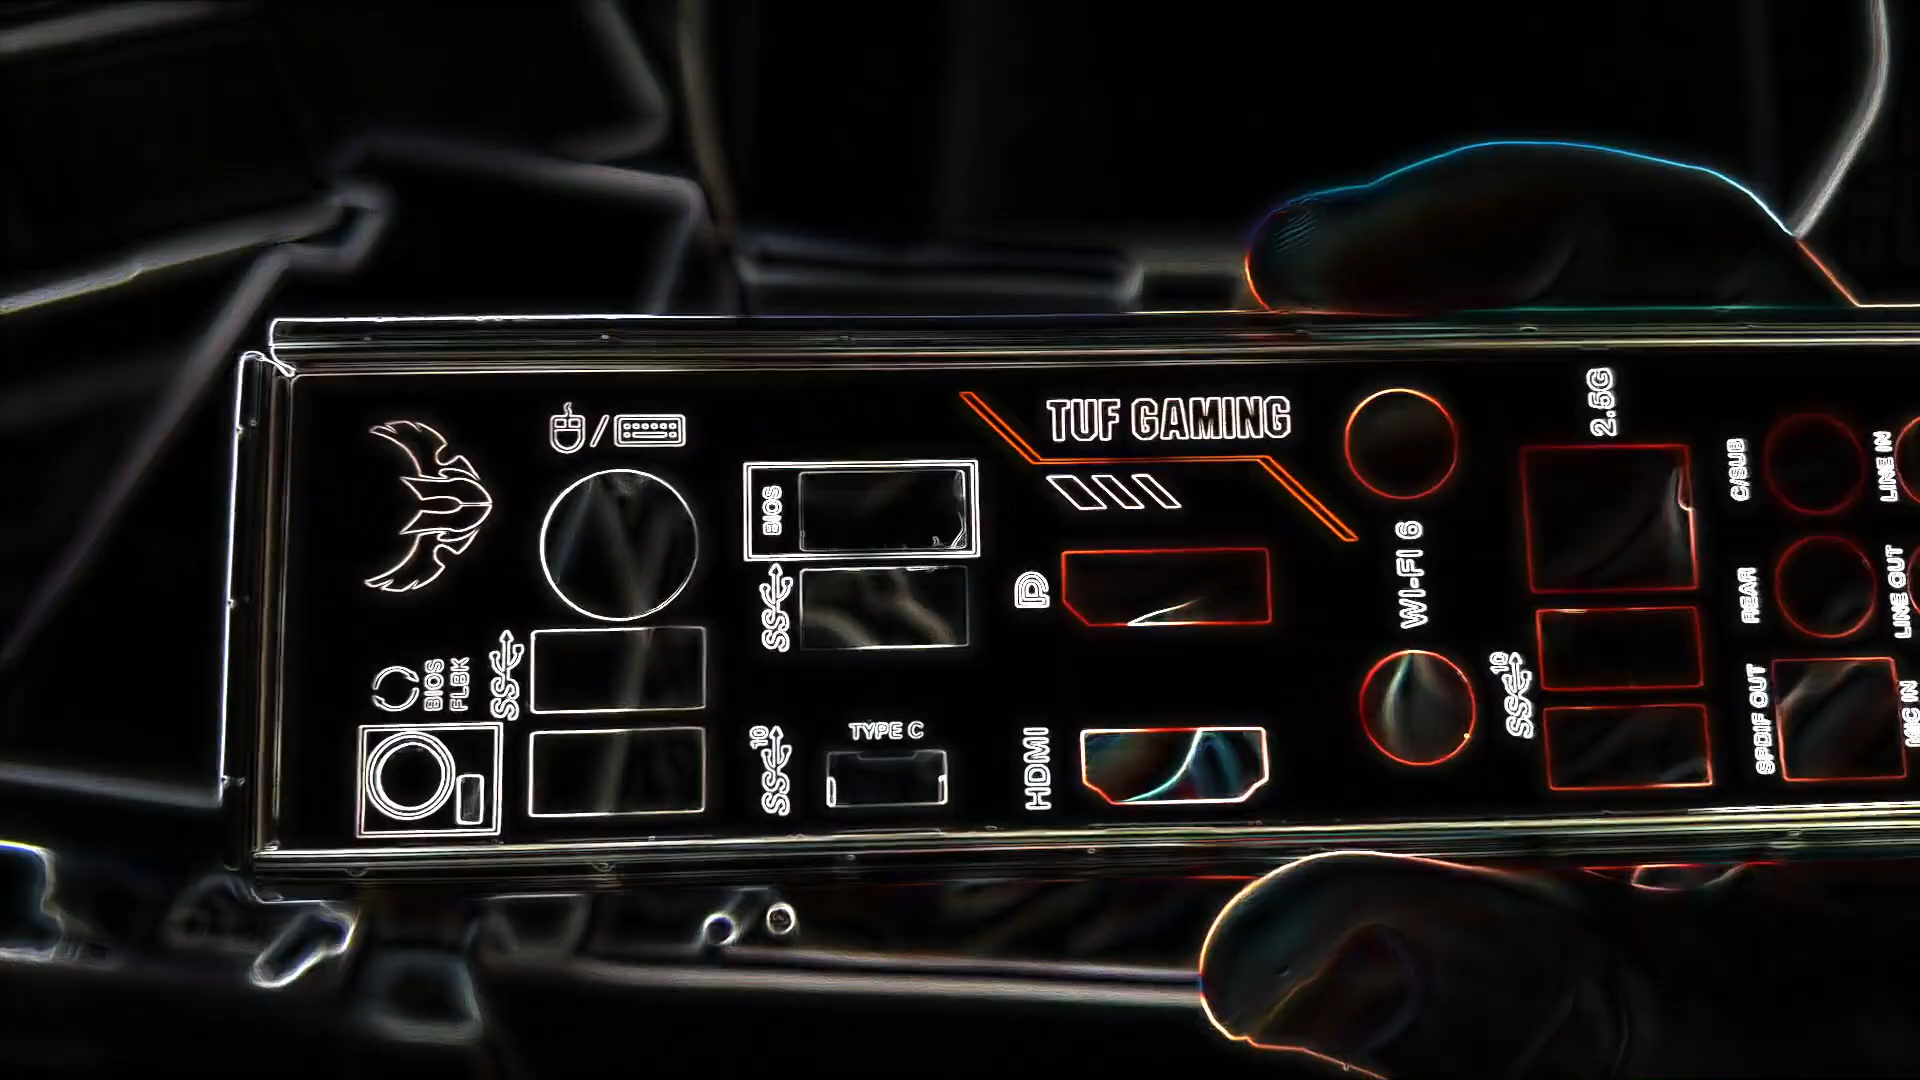 TUF GAMING
2.5G
BIOS
C/SUB
LINE IN
WI-FI 6
SS
REAR
LINE OUT
BIOS
FLBK
SS
SS 10
TYPE C
HDMI
SS 10
SPDIF OUT
MIC IN